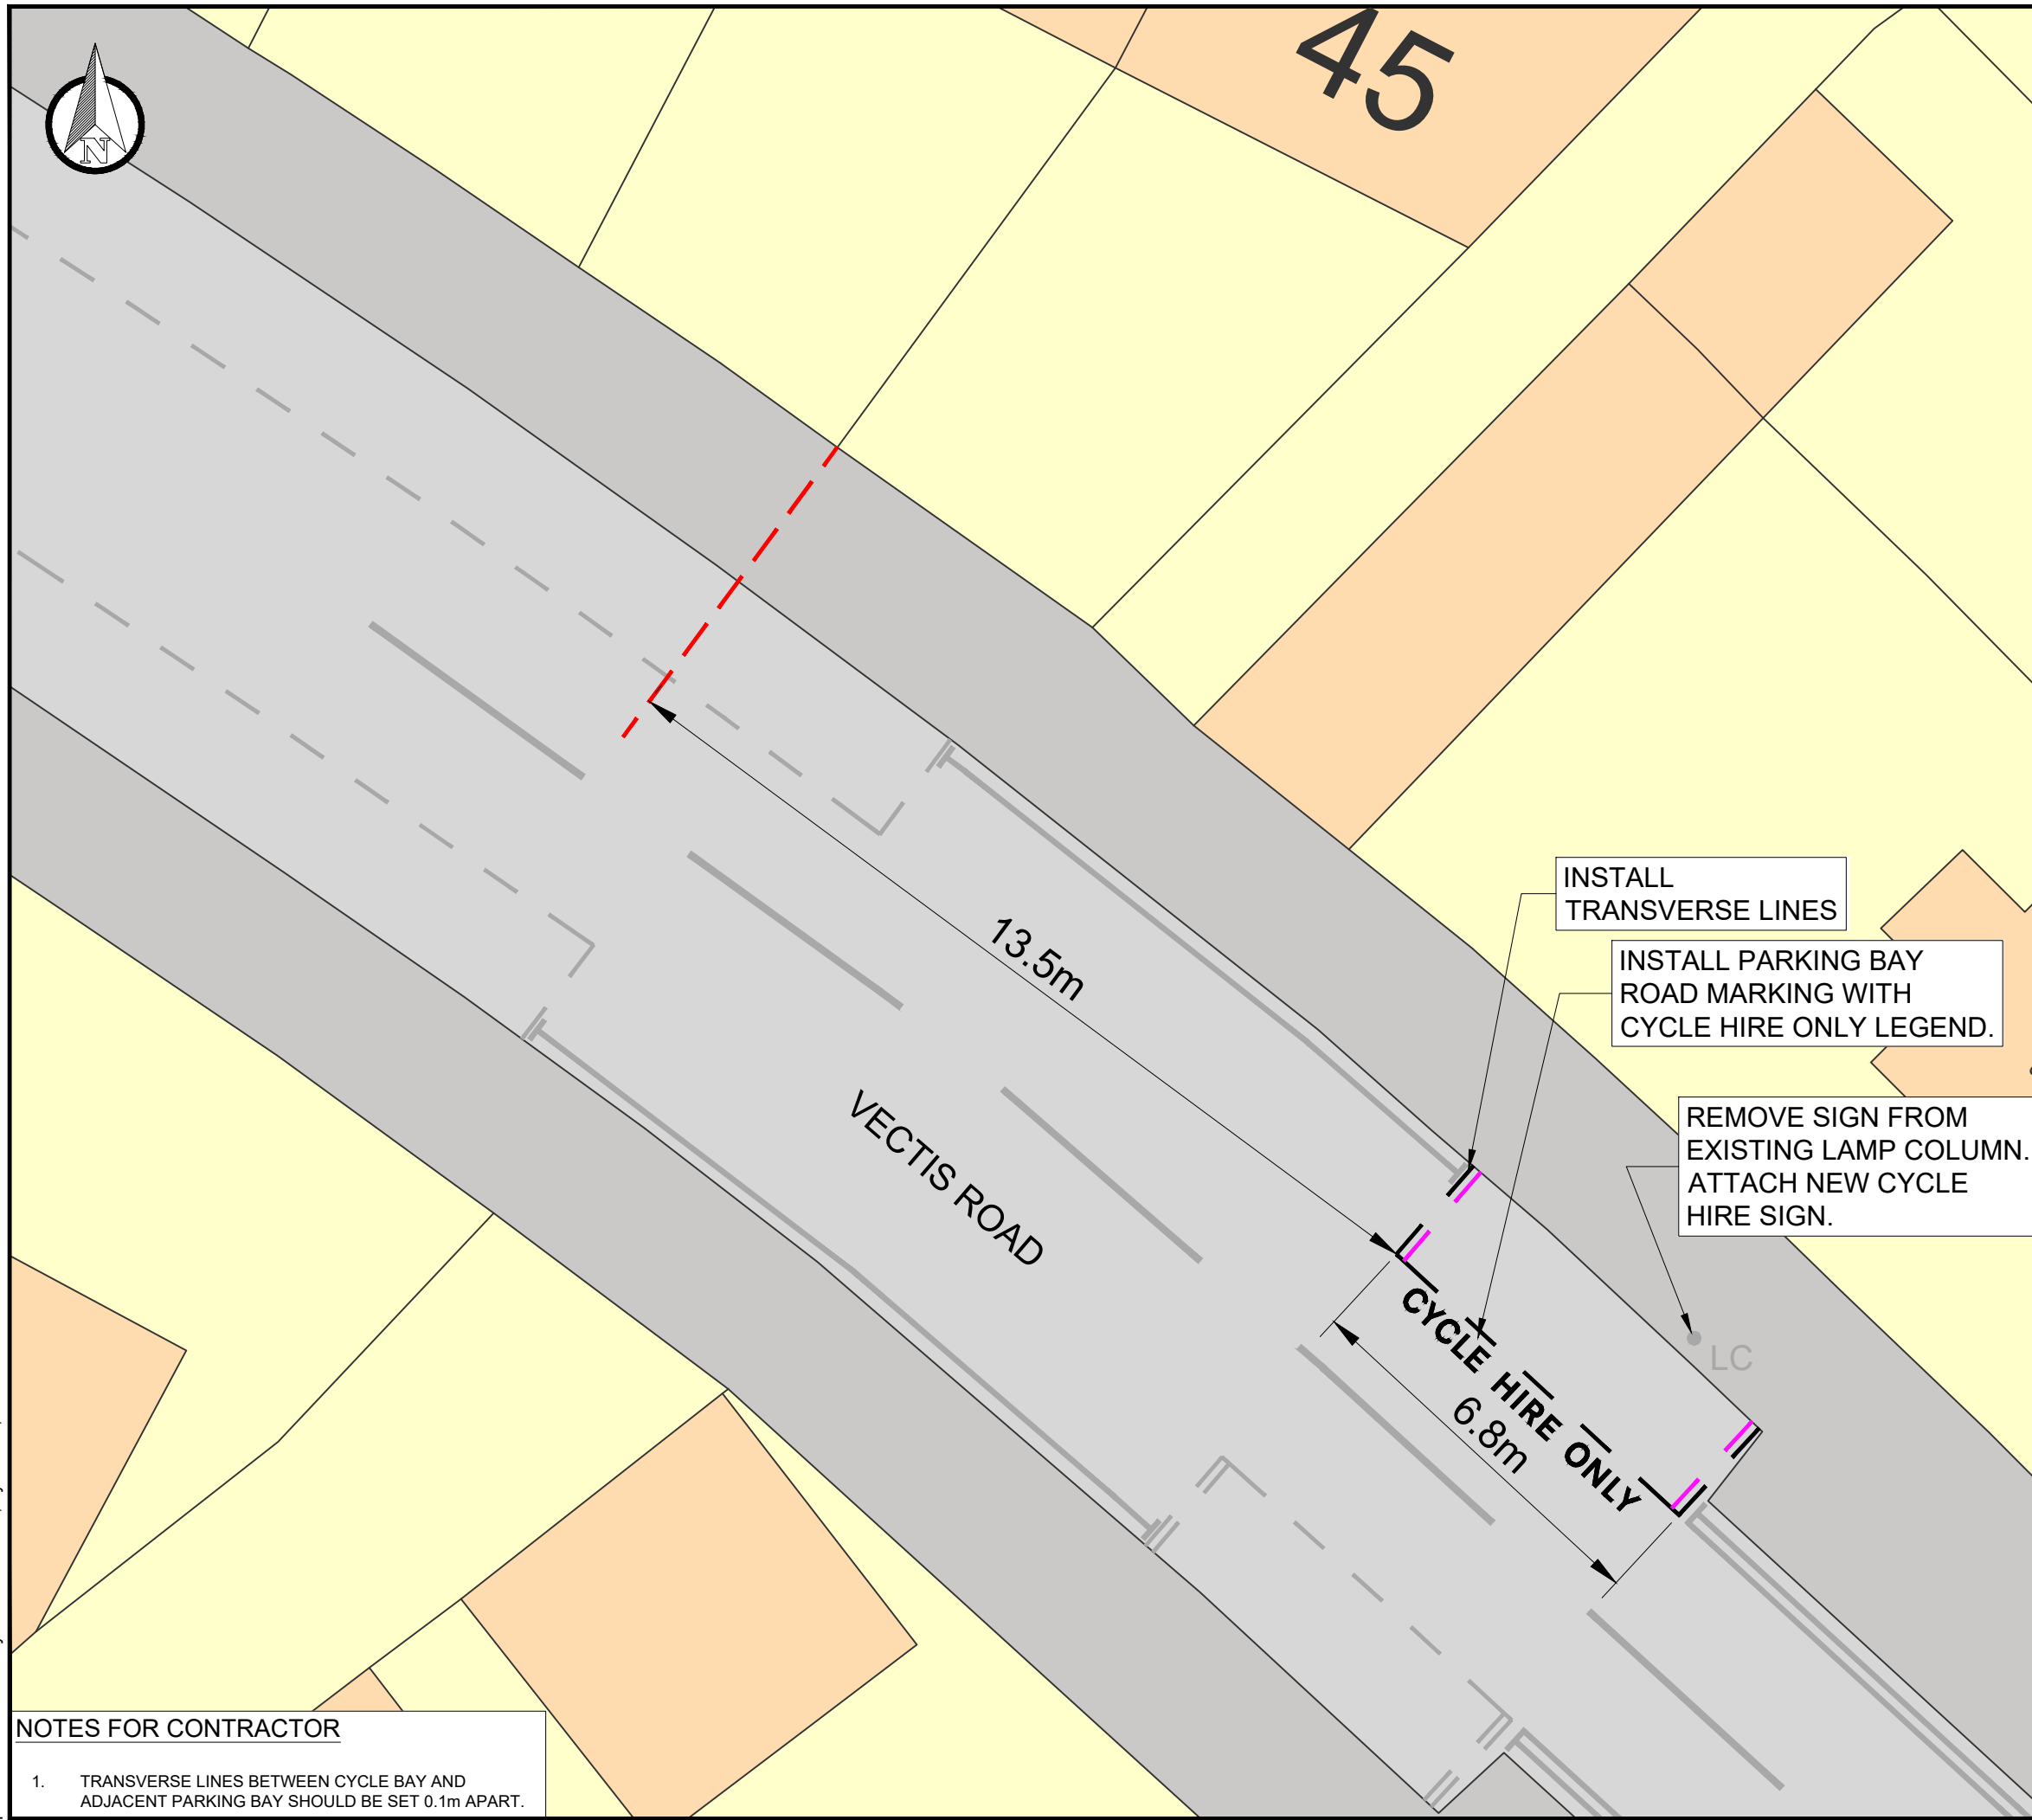 45
N
INSTALL
TRANSVERSE LINES
INSTALL PARKING BAY
ROAD MARKING WITH
CYCLE HIRE ONLY LEGEND.
13.5m
REMOVE SIGN FROM
EXISTING LAMP COLUMN.
ATTACH NEW CYCLE
HIRE SIGN.
VECTIS ROAD
LC
CYCLE HIRE ONLY
6.8m
NOTES FOR CONTRACTOR
1. TRANSVERSE LINES BETWEEN CYCLE BAY AND
ADJACENT PARKING BAY SHOULD BE SET 0.1m APART.